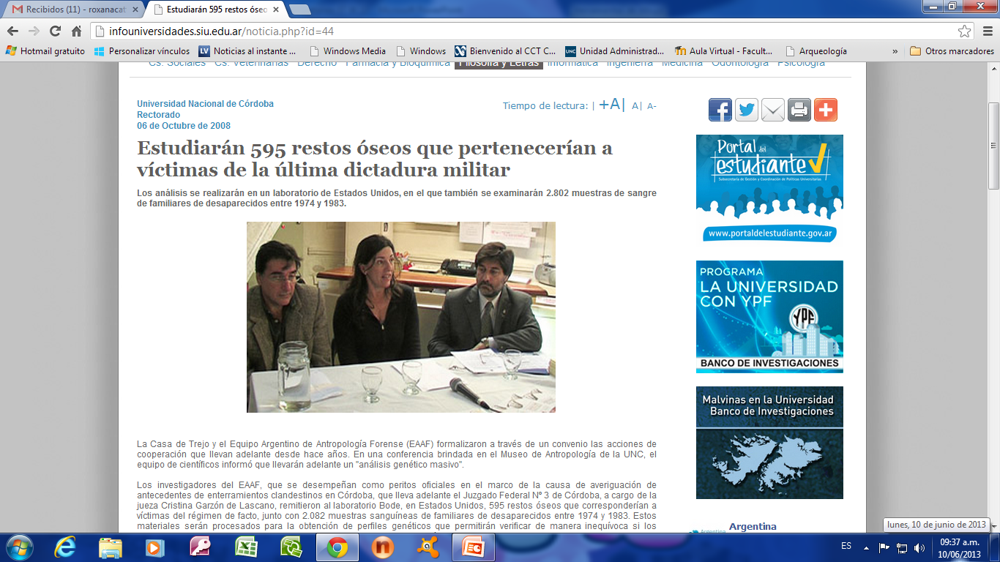 Recibidos (11) - roxanacat
Estudiarán 595 restos óseo
infouniversidades.siu.edu.ar/noticia.php?id=44
Hotmail gratuito
Personalizar vínculos
Noticias al instante ...
Windows Media
Windows
Bienvenido al CCT C...
Unidad Administrad...
Aula Virtual - Facult...
Arqueología
»
Otros marcadores
Cs. Sociales Cs. Veterinarias Derecho Farmacia y Bioquímica Filosofía y Letras Informática Ingeniería Medicina Odontología Psicología
Universidad Nacional de Córdoba
Rectorado
06 de Octubre de 2008
Tiempo de lectura: | +A| A| A-
Estudiarán 595 restos óseos que pertenecerían a
víctimas de la última dictadura militar
Los análisis se realizarán en un laboratorio de Estados Unidos, en el que también se examinarán 2.802 muestras de sangre
de familiares de desaparecidos entre 1974 y 1983.
La Casa de Trejo y el Equipo Argentino de Antropología Forense (EAAF) formalizaron a través de un convenio las acciones de
cooperación que llevan adelante desde hace años. En una conferencia brindada en el Museo de Antropología de la UNC, el
equipo de científicos informó que llevarán adelante un "análisis genético masivo".
Los investigadores del EAAF, que se desempeñan como peritos oficiales en el marco de la causa de averiguación de
antecedentes de enterramientos clandestinos en Córdoba, que lleva adelante el Juzgado Federal Nº 3 de Córdoba, a cargo de la
jueza Cristina Garzón de Lascano, remitieron al laboratorio Bode, en Estados Unidos, 595 restos óseos que corresponderían a
víctimas del régimen de facto, junto con 2.082 muestras sanguíneas de familiares de desaparecidos entre 1974 y 1983. Estos
materiales serán procesados para la obtención de perfiles genéticos que permitirán verificar de manera inequívoca si los
Portal del
estudiante
Subsecretaría de Gestión y Coordinación de Políticas Universitarias
www.portaldelestudiante.gov.ar
PROGRAMA
LA UNIVERSIDAD
CON YPF
YPF
BANCO DE INVESTIGACIONES
Malvinas en la Universidad
Banco de Investigaciones
Argentina
Argentina
lunes, 10 de junio de 2013
ES
09:37 a.m.
10/06/2013